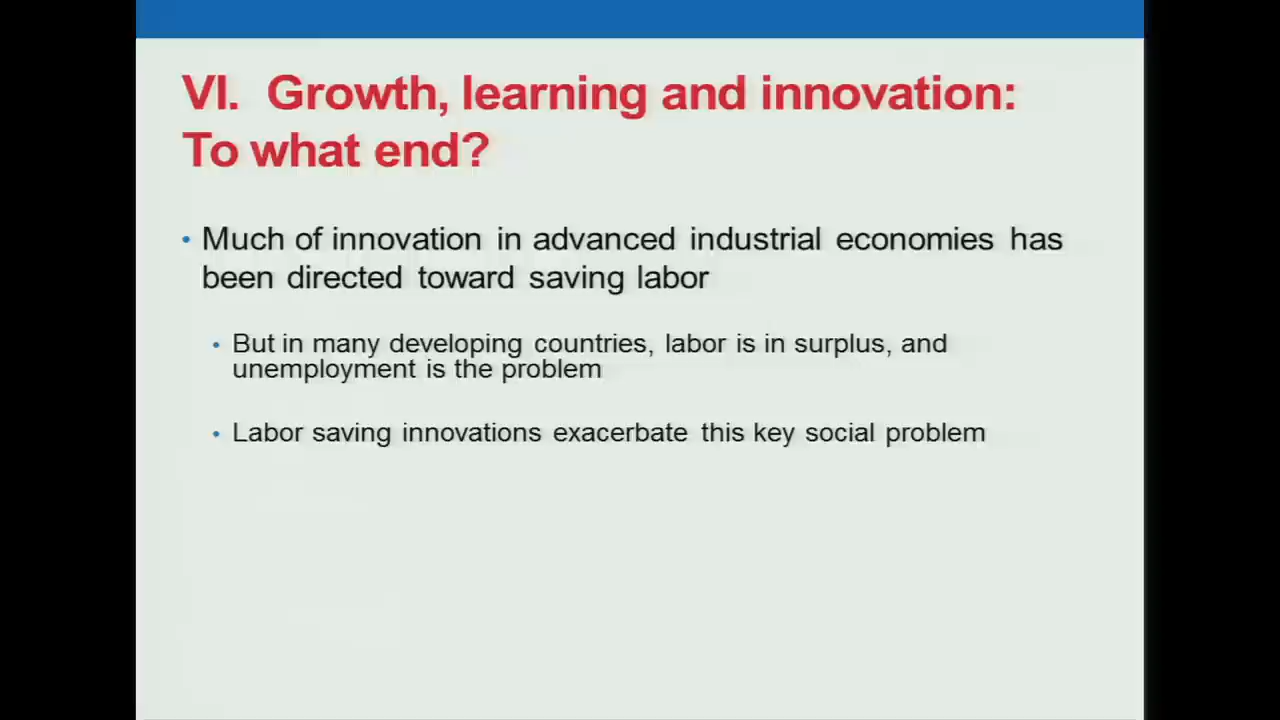 VI. Growth, learning and innovation:
To what end?
• Much of innovation in advanced industrial economies has
been directed toward saving labor
• But in many developing countries, labor is in surplus, and
unemployment is the problem
• Labor saving innovations exacerbate this key social problem